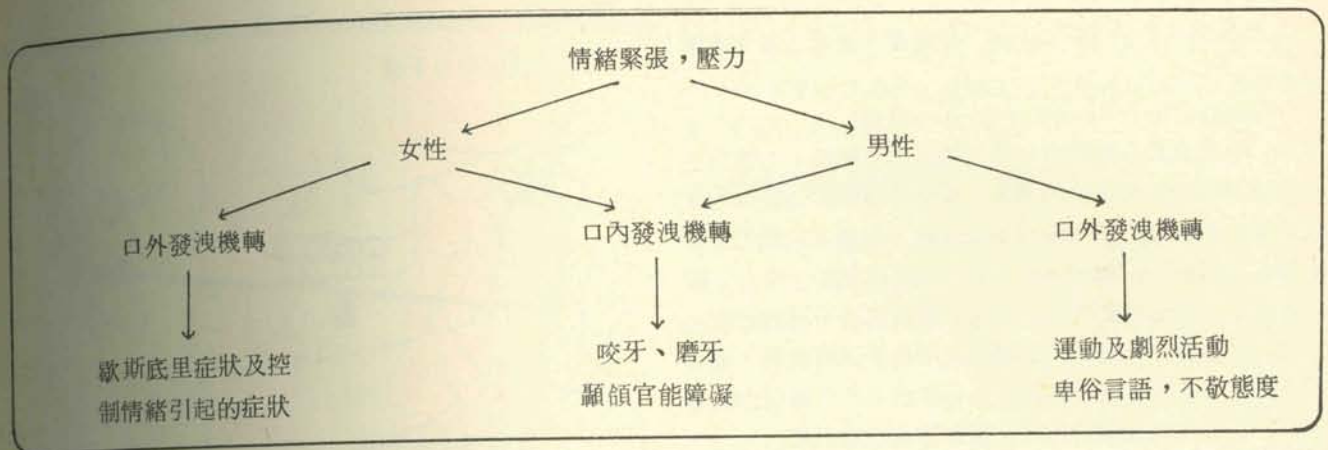 情緒緊張，壓力
女性
男性
口外發洩機轉
口內發洩機轉
口外發洩機轉
歇斯底里症狀及控
制情緒引起的症狀
咬牙、磨牙
顳頜官能障礙
運動及劇烈活動
卑俗言語，不敬態度